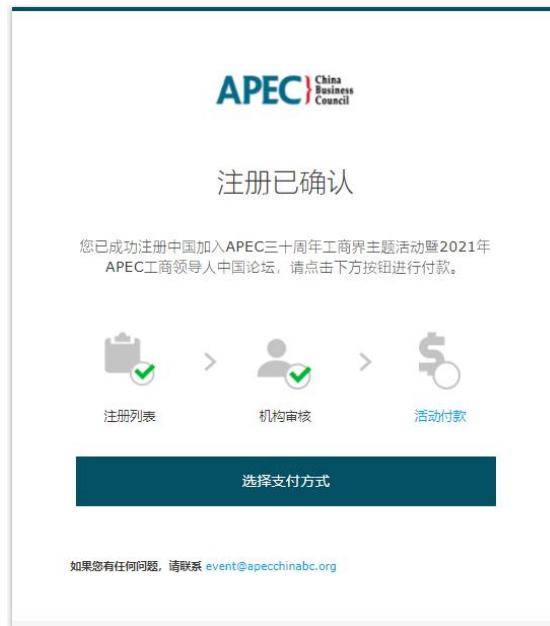 APEC China
Business
Council
注册已确认
您已成功注册中国加入APEC三十周年工商界主题活动暨2021年
APEC工商领导人中国论坛，请点击下方按钮进行付款。
注册列表 > 机构审核 > 活动付款
选择支付方式
如果您有任何问题，请联系 event@apecchinabc.org